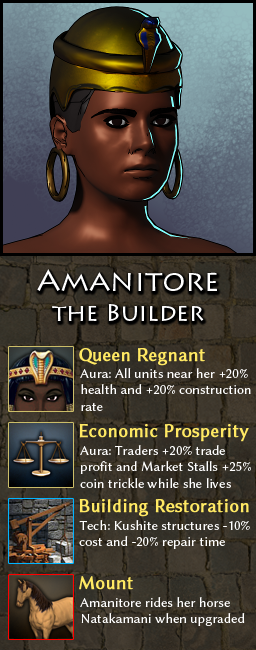 Amanitore
the Builder
Queen Regnant
Aura: All units near her +20%
health and +20% construction
rate
Economic Prosperity
Aura: Traders +20% trade
profit and Market Stalls +25%
coin trickle while she lives
Building Restoration
Tech: Kushite structures -10%
cost and -20% repair time
Mount
Amanitore rides her horse
Natakamani when upgraded